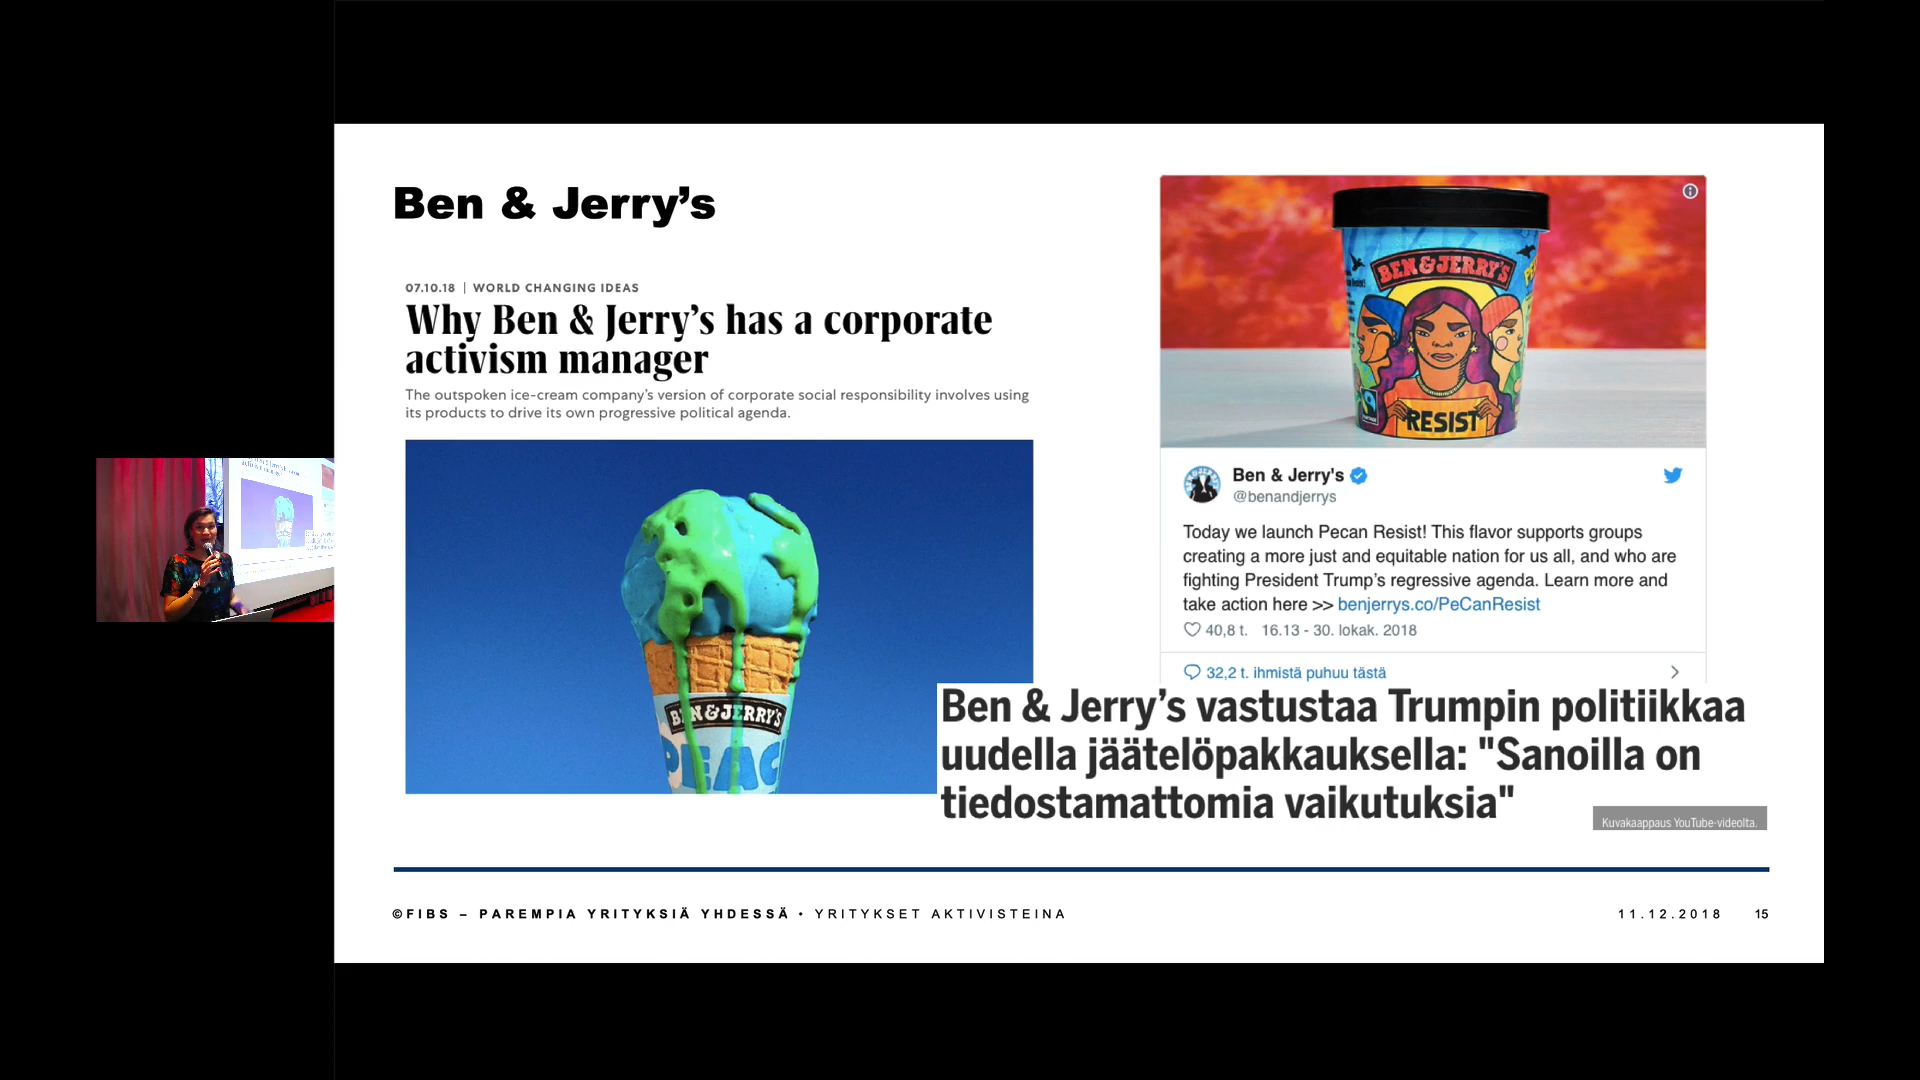 Ben & Jerry’s
07.10.18 | WORLD CHANGING IDEAS
Why Ben & Jerry’s has a corporate
activism manager
The outspoken ice-cream company’s version of corporate social responsibility involves using
its products to drive its own progressive political agenda.
BEN&JERRY'S
PEAC
BEN&JERRY'S
RESIST
Ben & Jerry's
@benandjerrys
Today we launch Pecan Resist! This flavor supports groups
creating a more just and equitable nation for us all, and who are
fighting President Trump’s regressive agenda. Learn more and
take action here >> benjerrys.co/PeCanResist
40,8 t. 16.13 - 30. lokak. 2018
32,2 t. ihmistä puhuu tästä
Ben & Jerry’s vastustaa Trumpin politiikkaa
uudella jäätelöpakkauksella: "Sanoilla on
tiedostamattomia vaikutuksia"
Kuvakaappaus YouTube-videolta.
©FIBS – PAREMPIA YRITYKSIÄ YHDESSÄ • YRITYKSET AKTIVISTEINA
11.12.2018 15